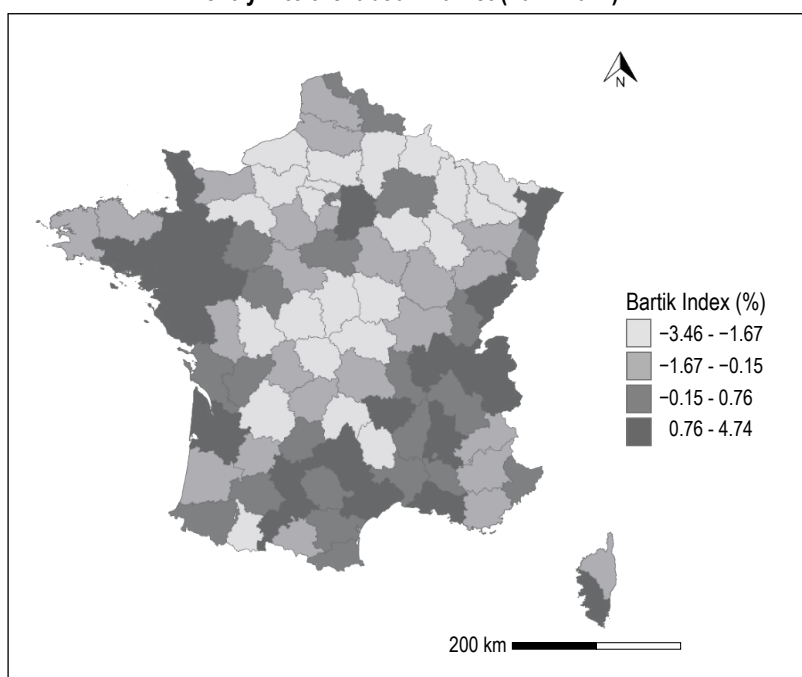 N
Bartik Index (%)
−3.46 - −1.67
−1.67 - −0.15
−0.15 - 0.76
0.76 - 4.74
200 km